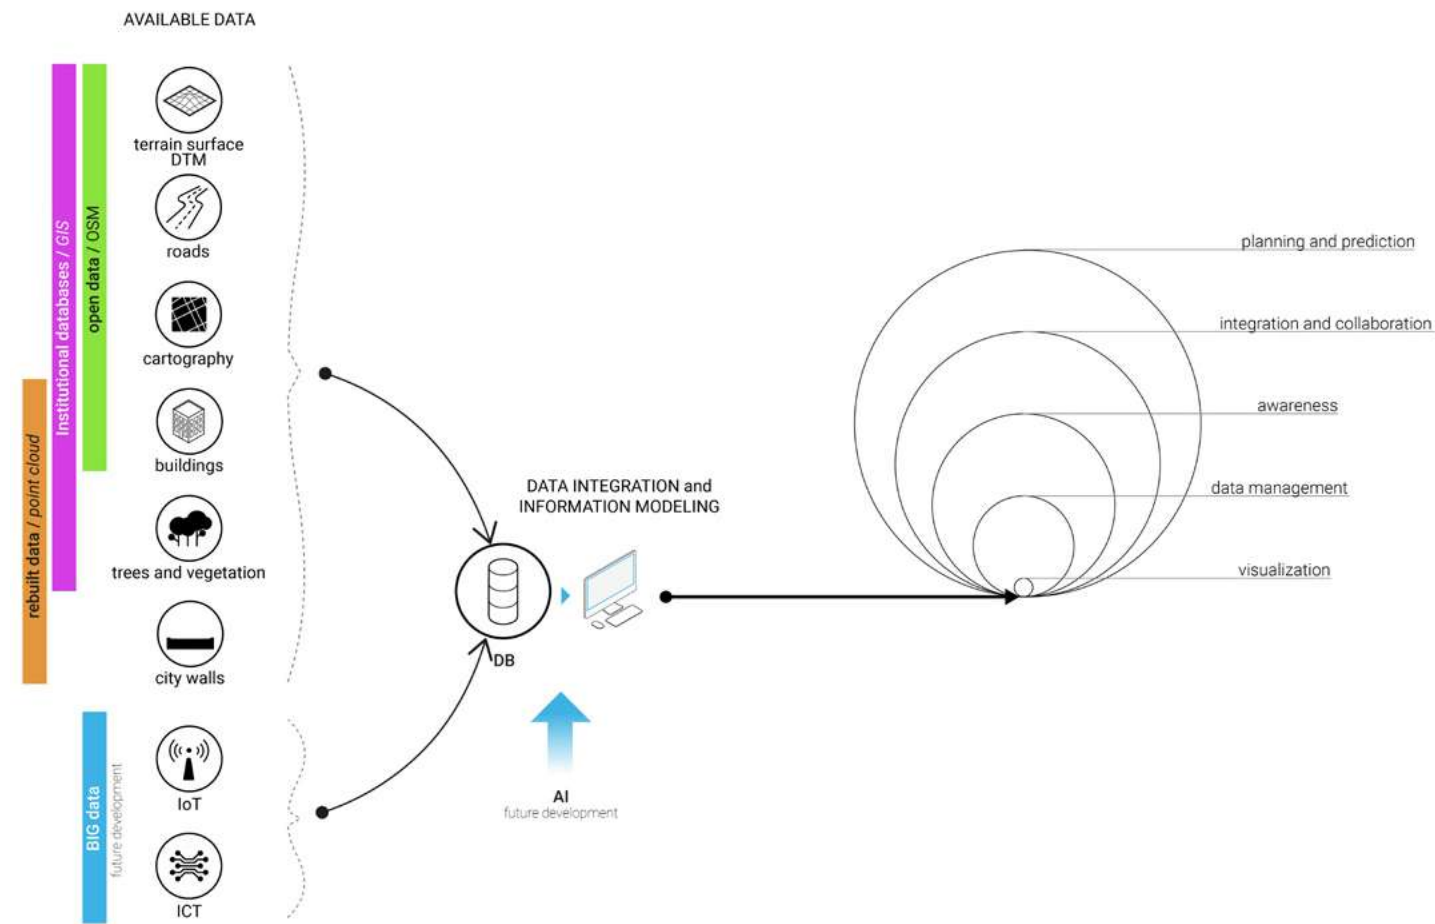 AVAILABLE DATA
Institutional databases / GIS
open data / OSM
rebuilt data / point cloud
terrain surface
DTM
roads
cartography
buildings
trees and vegetation
city walls
BIG data
future development
IoT
ICT
DATA INTEGRATION and
INFORMATION MODELING
DB
AI
future development
planning and prediction
integration and collaboration
awareness
data management
visualization